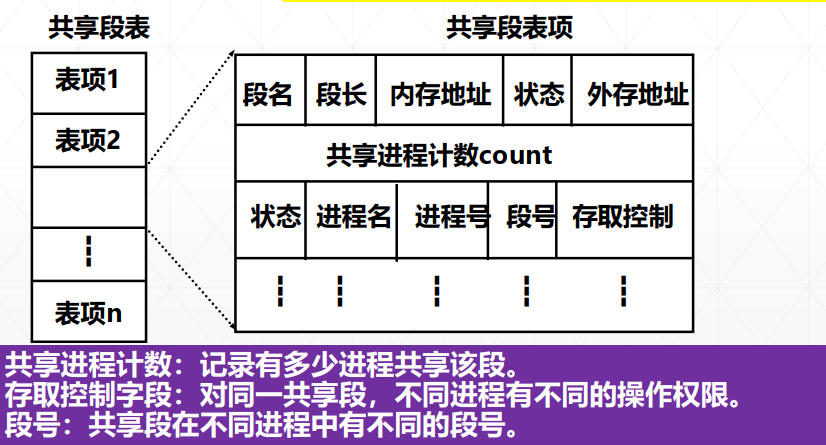 共享段表
共享段表项
表项1
表项2
表项n
段名 段长 内存地址 状态 外存地址
共享进程计数count
状态 进程名 进程号 段号 存取控制
共享进程计数：记录有多少进程共享该段。
存取控制字段：对同一共享段，不同进程有不同的操作权限。
段号：共享段在不同进程中有不同的段号。